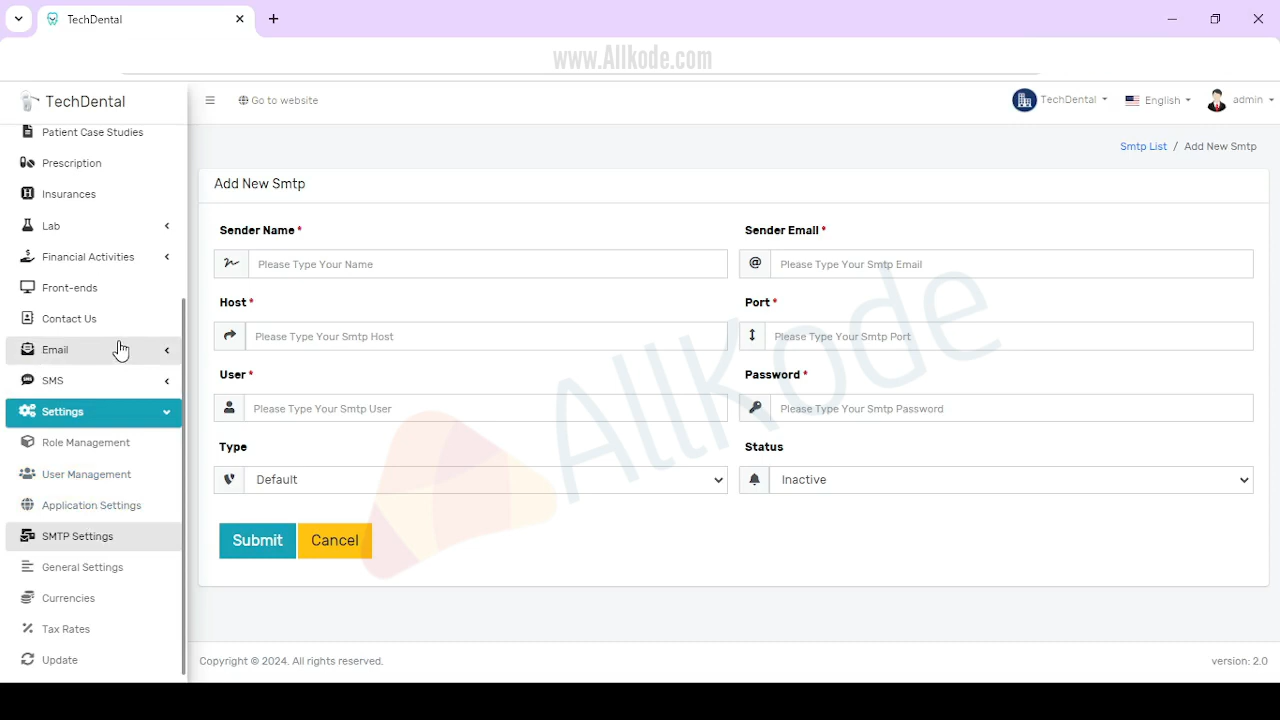 TechDental
www.Allkode.com
TechDental
Go to website
TechDental
English
admin
Smtp List / Add New Smtp
Patient Case Studies
Prescription
Insurances
Lab
Financial Activities
Front-ends
Contact Us
Email
SMS
Settings
Role Management
User Management
Application Settings
SMTP Settings
General Settings
Currencies
Tax Rates
Update
Add New Smtp
Sender Name *
Please Type Your Name
Sender Email *
@ Please Type Your Smtp Email
Host *
Please Type Your Smtp Host
Port *
Please Type Your Smtp Port
User *
Please Type Your Smtp User
Password *
Please Type Your Smtp Password
Type
Default
Status
Inactive
Submit
Cancel
AllKode
Copyright © 2024. All rights reserved.
version: 2.0